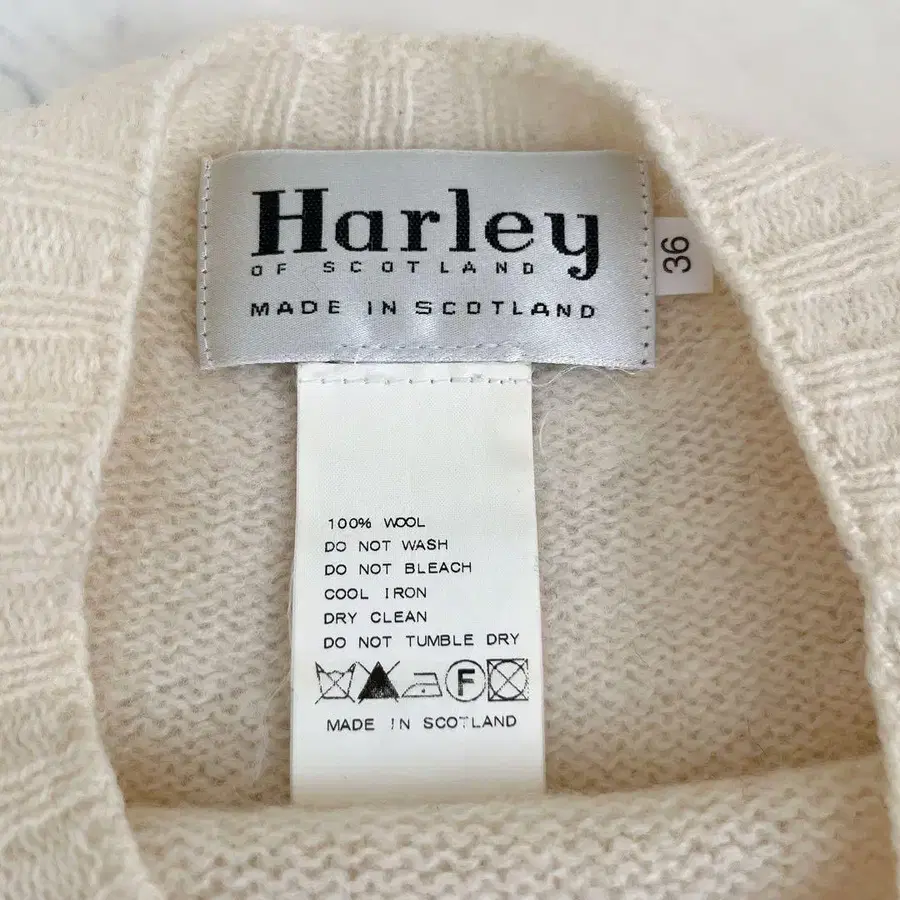 Harley
OF SCOTLAND
MADE IN SCOTLAND
36
100% WOOL
DO NOT WASH
DO NOT BLEACH
COOL IRON
DRY CLEAN
DO NOT TUMBLE DRY
F
MADE IN SCOTLAND